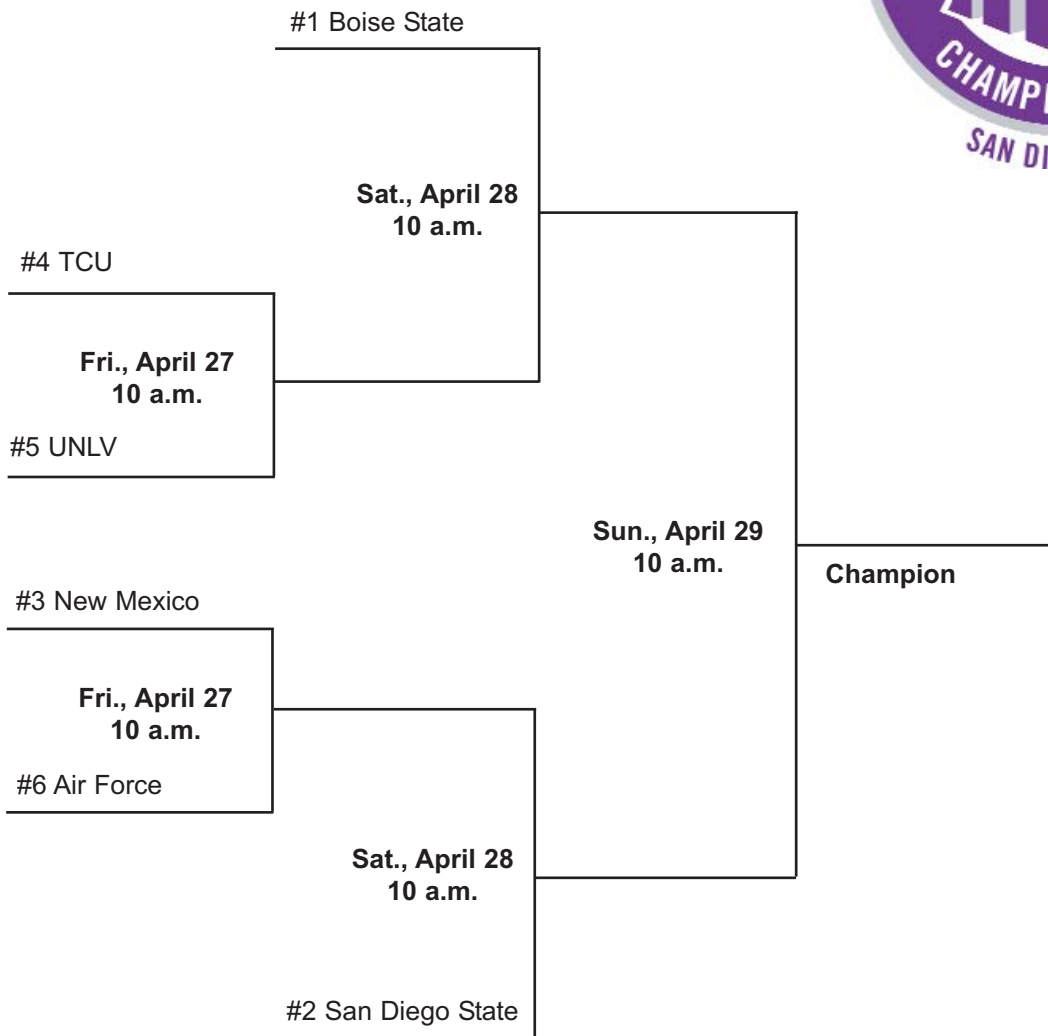 #1 Boise State
SAN DI
Sat., April 28
10 a.m.
#4 TCU
Fri., April 27
10 a.m.
#5 UNLV
Sun., April 29
10 a.m.
Champion
#3 New Mexico
Fri., April 27
10 a.m.
#6 Air Force
Sat., April 28
10 a.m.
#2 San Diego State